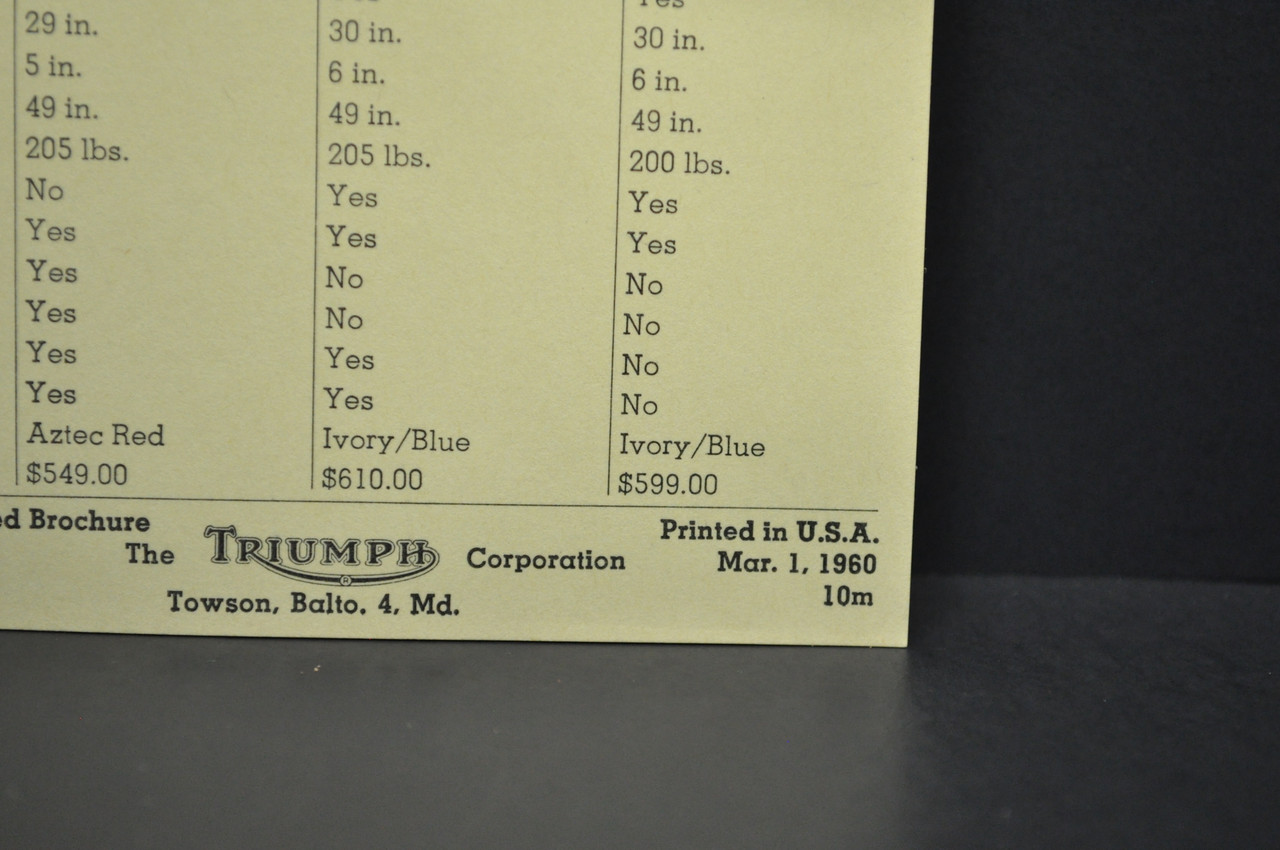 Yes
29 in. 30 in. 30 in.
5 in. 6 in. 6 in.
49 in. 49 in. 49 in.
205 lbs. 205 lbs. 200 lbs.
No Yes Yes
Yes Yes Yes
Yes No No
Yes No No
Yes Yes No
Yes Yes No
Aztec Red Ivory/Blue Ivory/Blue
$549.00 $610.00 $599.00
Brochure Printed in U.S.A.
The TRIUMPH ® Corporation Mar. 1, 1960
Towson, Balto. 4, Md. 10m